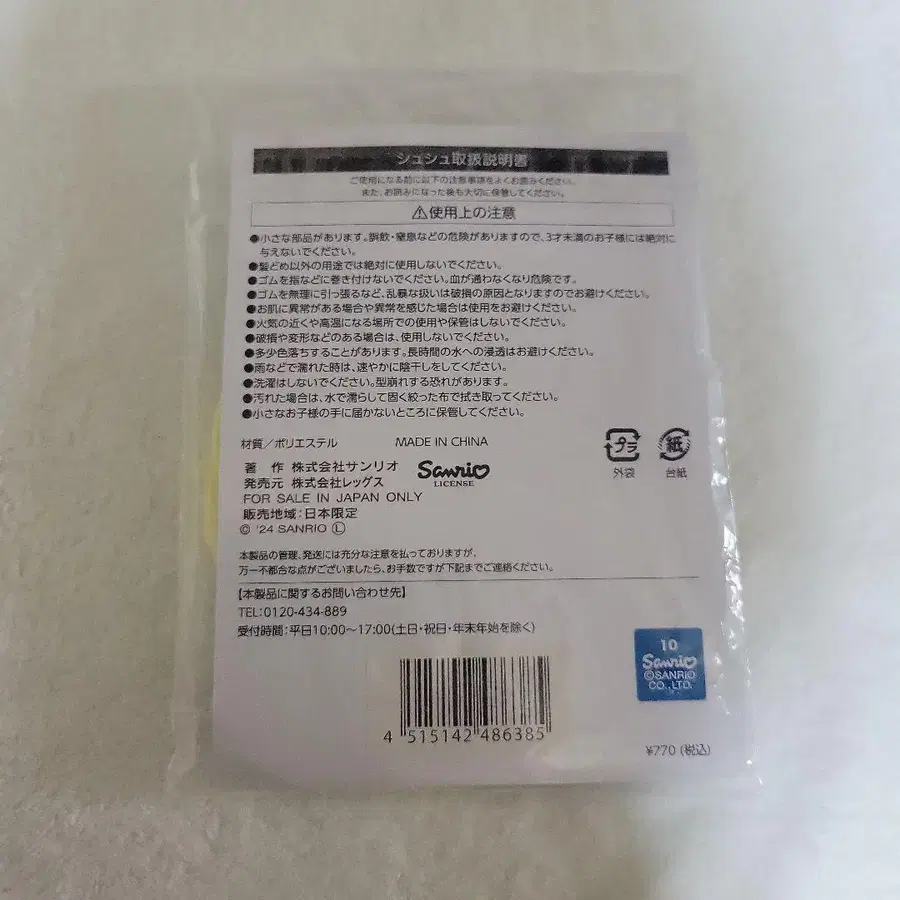 シュシュ取扱説明書
ご使用になる前に以下の注意事項をよくお読みください。
また、お読みになった後も大切に保管してください。
⚠使用上の注意
●小さな部品があります。誤飲・窒息などの危険がありますので、3才未満のお子様には絶対に
与えないでください。
●髪どめ以外の用途では絶対に使用しないでください。
●ゴムを指などに巻き付けないでください。血が通わなくなり危険です。
●ゴムを無理に引っ張るなど、乱暴な扱いは破損の原因となりますのでお避けください。
●お肌に異常がある場合や異常を感じた場合は使用をお避けください。
●火気の近くや高温になる場所での使用や保管はしないでください。
●破損や変形などのある場合は、使用しないでください。
●多少色落ちすることがあります。長時間の水への浸透はお避けください。
●雨などで濡れた時は、速やかに陰干しをしてください。
●洗濯はしないでください。型崩れする恐れがあります。
●汚れた場合は、水で濡らして固く絞った布で拭き取ってください。
●小さなお子様の手に届かないところに保管してください。
材質/ポリエステル MADE IN CHINA
プラ 紙
外袋 台紙
著 作 株式会社サンリオ
発売元 株式会社レッグス
Sanrio
LICENSE
FOR SALE IN JAPAN ONLY
販売地域:日本限定
© '24 SANRIO Ⓛ
本製品の管理、発送には充分な注意を払っておりますが、
万一不都合な点がございましたら、お手数ですが下記までご連絡ください。
【本製品に関するお問い合わせ先】
TEL:0120-434-889
受付時間:平日10:00〜17:00(土日・祝日・年末年始を除く)
10
Sanrio
©SANRIO
CO., LTD.
4 515142 486385
¥770 (税込)